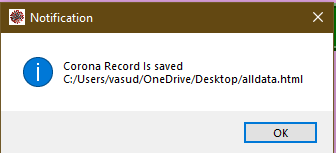 Notification
Corona Record Is saved
C:/Users/vasud/OneDrive/Desktop/alldata.html
OK